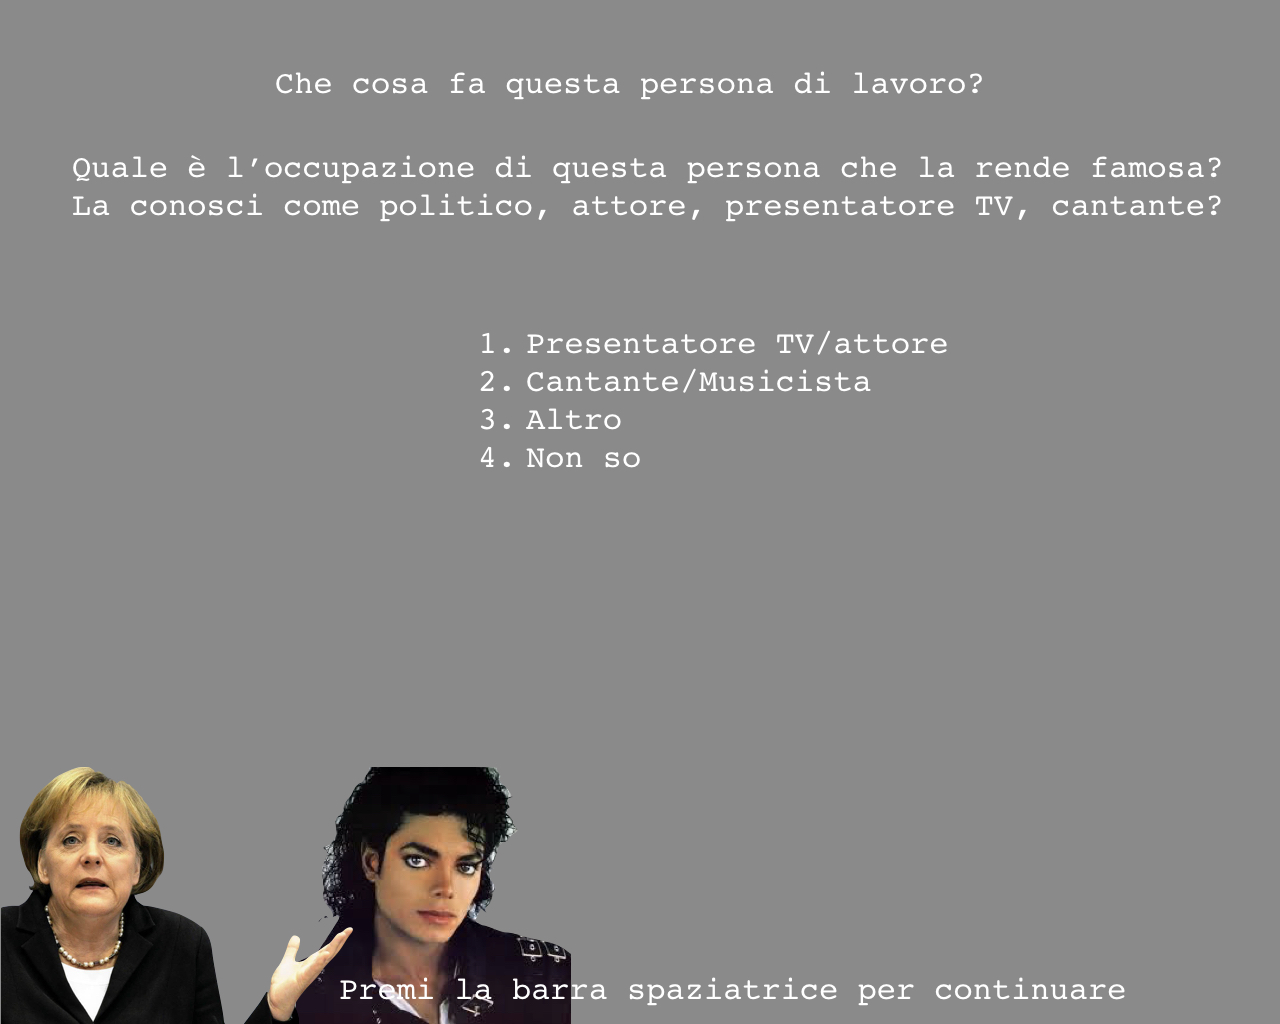 Che cosa fa questa persona di lavoro?
Quale è l’occupazione di questa persona che la rende famosa?
La conosci come politico, attore, presentatore TV, cantante?
1. Presentatore TV/attore
2. Cantante/Musicista
3. Altro
4. Non so
Premi la barra spaziatrice per continuare